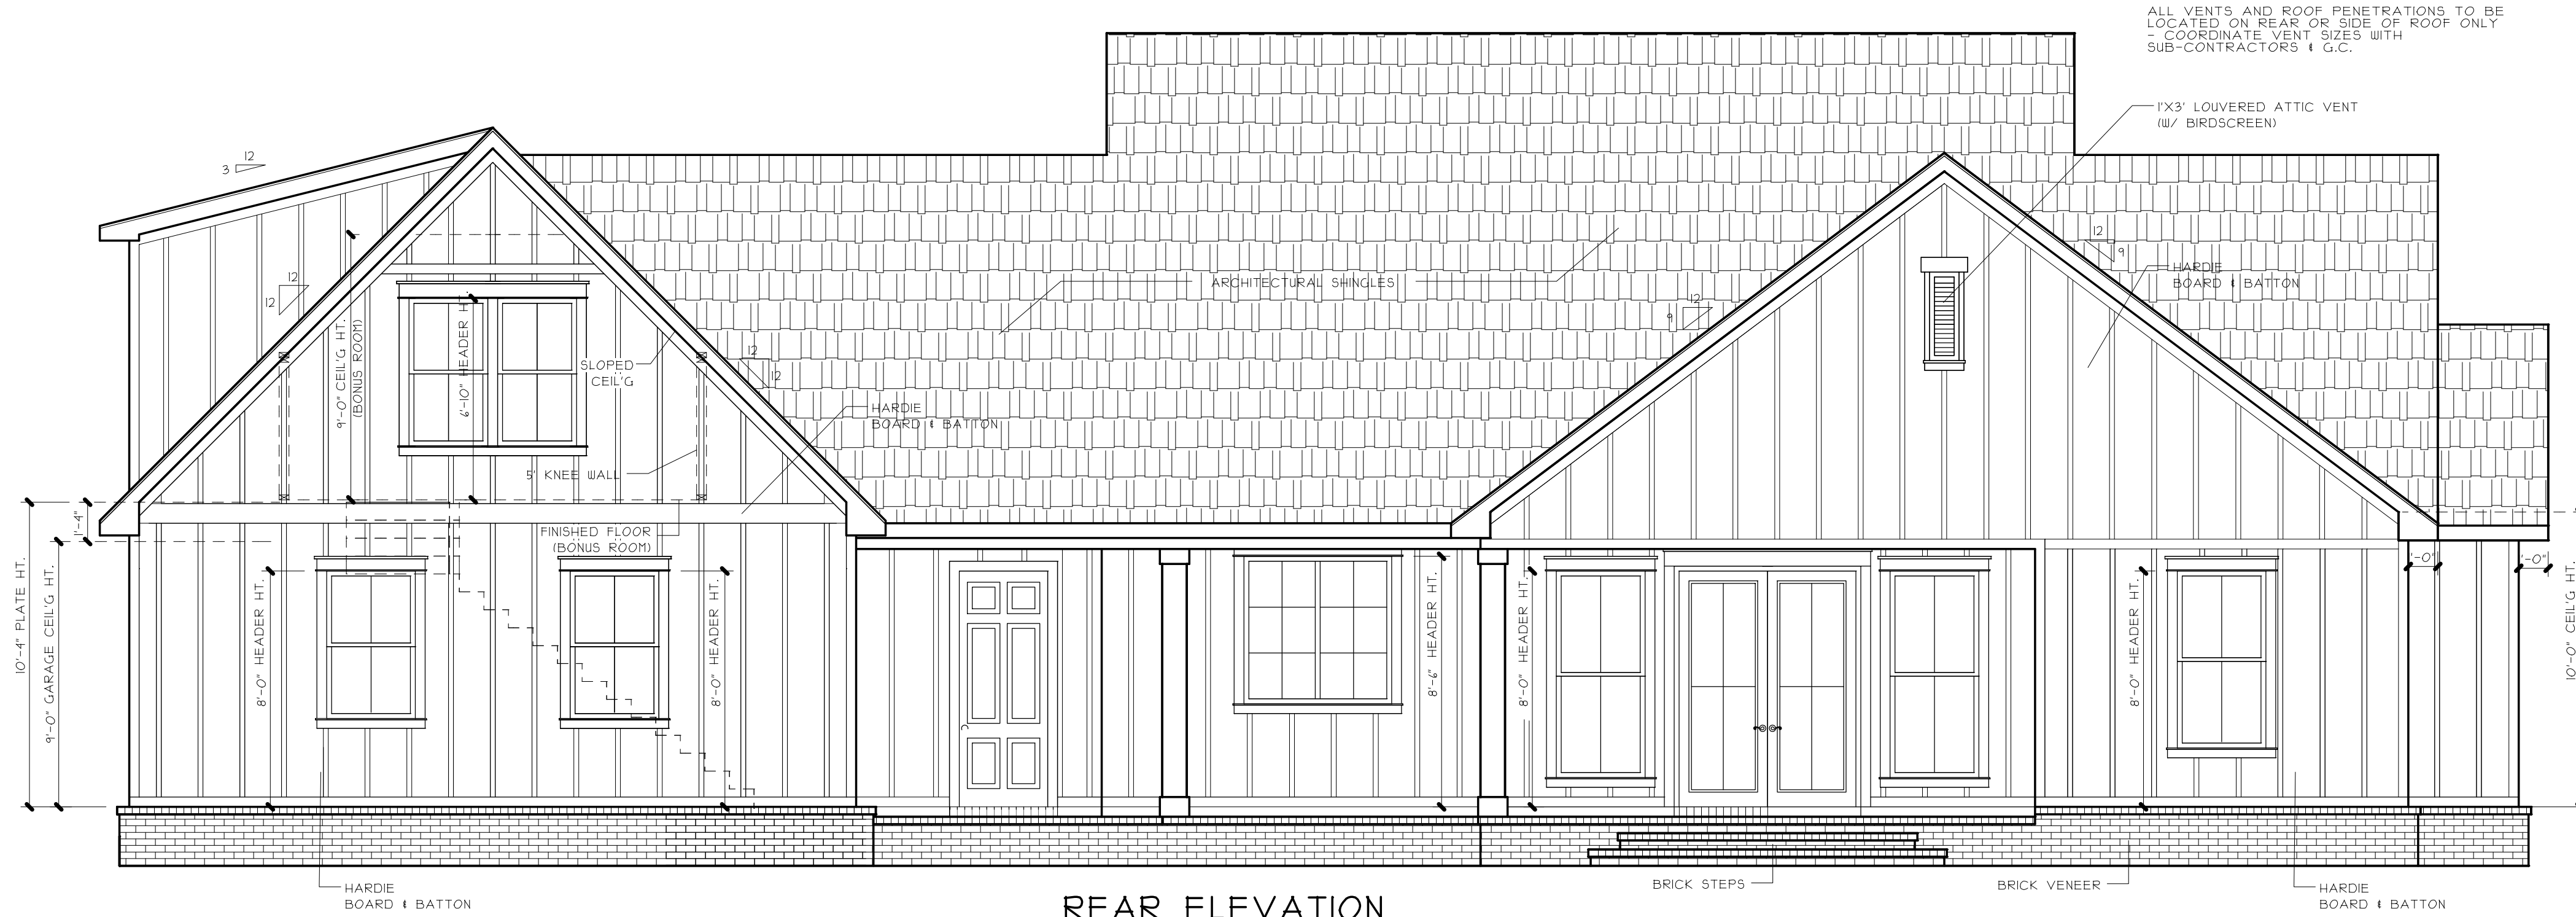 ALL VENTS AND ROOF PENETRATIONS TO BE
LOCATED ON REAR OR SIDE OF ROOF ONLY
- COORDINATE VENT SIZES WITH
SUB-CONTRACTORS & G.C.
1'X3' LOUVERED ATTIC VENT
(W/ BIRDSCREEN)
12
3
12
12
9'-0" CEIL'G HT.
(BONUS ROOM)
6'-10" HEADER HT.
SLOPED
CEIL'G
12
12
ARCHITECTURAL SHINGLES
12
9
12
9
HARDIE
BOARD & BATTON
HARDIE
BOARD & BATTON
5' KNEE WALL
FINISHED FLOOR
(BONUS ROOM)
1'-4"
10'-4" PLATE HT.
9'-0" GARAGE CEIL'G HT.
8'-0" HEADER HT.
8'-0" HEADER HT.
8'-6" HEADER HT.
8'-0" HEADER HT.
8'-0" HEADER HT.
'-0"
'-0"
10'-0" CEIL'G HT.
HARDIE
BOARD & BATTON
BRICK STEPS
BRICK VENEER
HARDIE
BOARD & BATTON
REAR ELEVATION